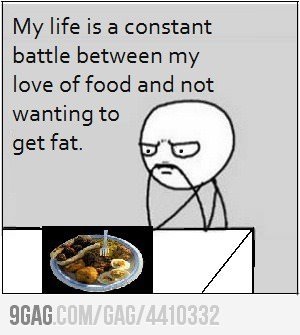 My life is a constant
battle between my
love of food and not
wanting to
get fat.
9GAG.COM/GAG/4410332